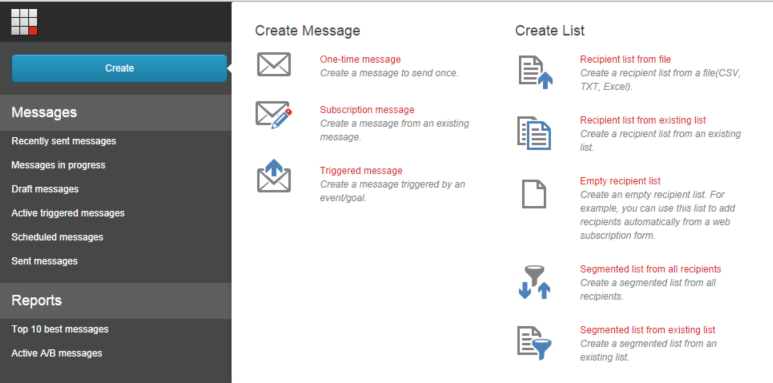 Create
Messages
Recently sent messages
Messages in progress
Draft messages
Active triggered messages
Scheduled messages
Sent messages
Reports
Top 10 best messages
Active A/B messages
Create Message
One-time message
Create a message to send once.
Subscription message
Create a message from an existing
message.
Triggered message
Create a message triggered by an
event/goal.
Create List
Recipient list from file
Create a recipient list from a file(CSV,
TXT, Excel).
Recipient list from existing list
Create a recipient list from an existing
list.
Empty recipient list
Create an empty recipient list. For
example, you can use this list to add
recipients automatically from a web
subscription form.
Segmented list from all recipients
Create a segmented list from all
recipients.
Segmented list from existing list
Create a segmented list from an
existing list.